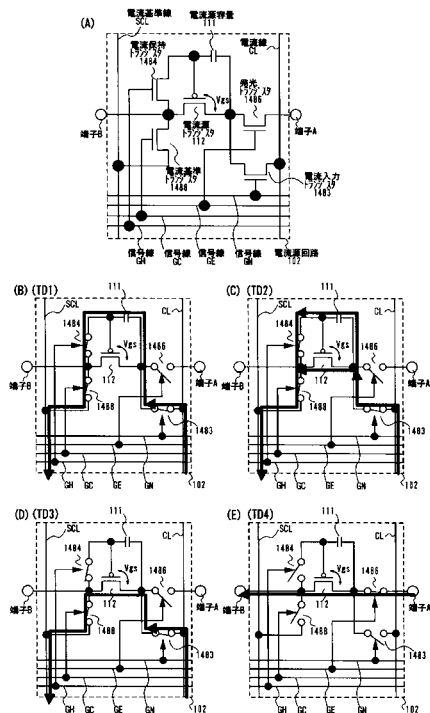 (A)
電流基準線
SCL
電流源容量
111
電流線
CL
電流保持
トランジスタ
1484
発光
トランジスタ
1486
Vgs
端子B
電流源
トランジスタ
112
端子A
電流基準
トランジスタ
1488
電流入力
トランジスタ
1483
信号線
GH
信号線
GC
信号線
GE
信号線
GN
電流源回路
102
(B) (TD1)
SCL
111
CL
1484
Vgs
1486
端子B
112
端子A
1488
1483
GH
GC
GE
GN
102
(C) (TD2)
SCL
111
CL
1484
Vgs
1486
端子B
112
端子A
1488
1483
GH
GC
GE
GN
102
(D) (TD3)
SCL
111
CL
1484
Vgs
1486
端子B
112
端子A
1488
1483
GH
GC
GE
GN
102
(E) (TD4)
SCL
111
CL
1484
Vgs
1486
端子B
112
端子A
1488
1483
GH
GC
GE
GN
102